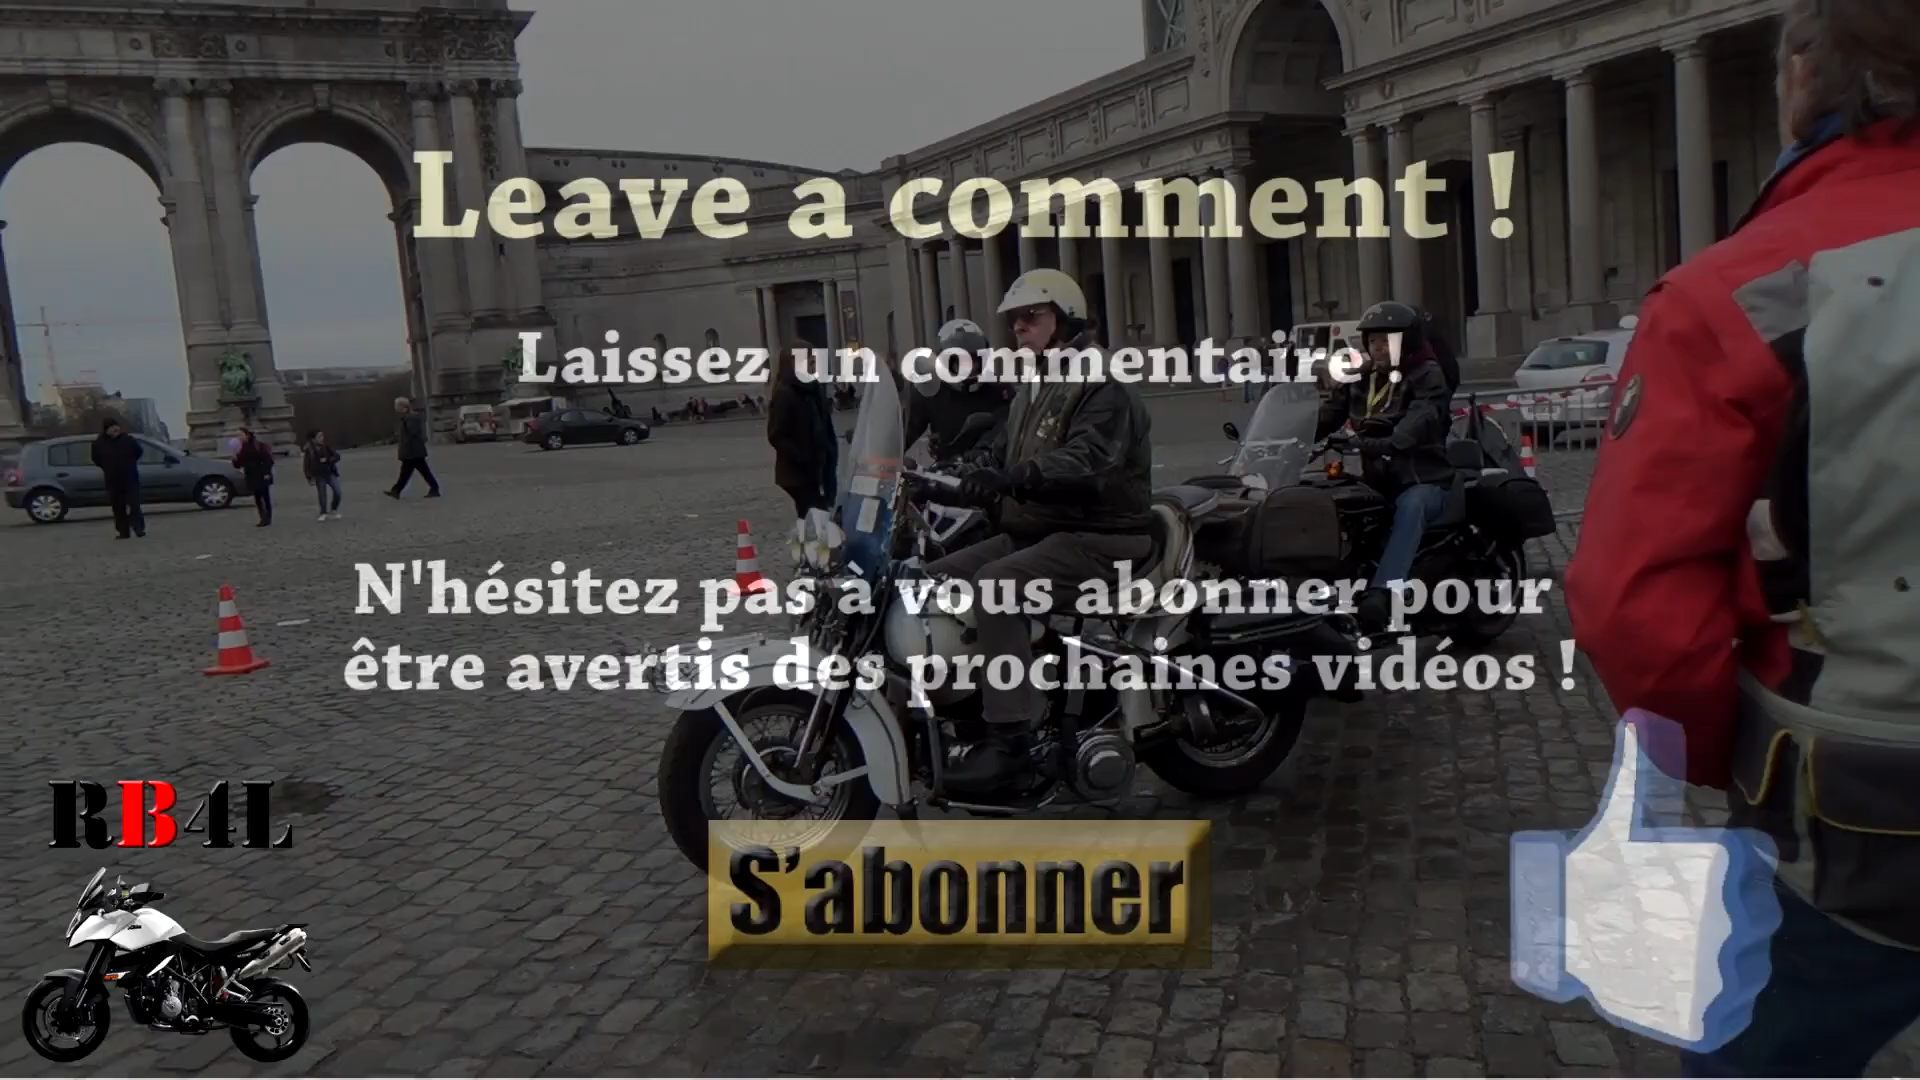 Leave a comment !
Laissez un commentaire !
N'hésitez pas à vous abonner pour
être avertis des prochaines vidéos !
RB4L
S'abonner